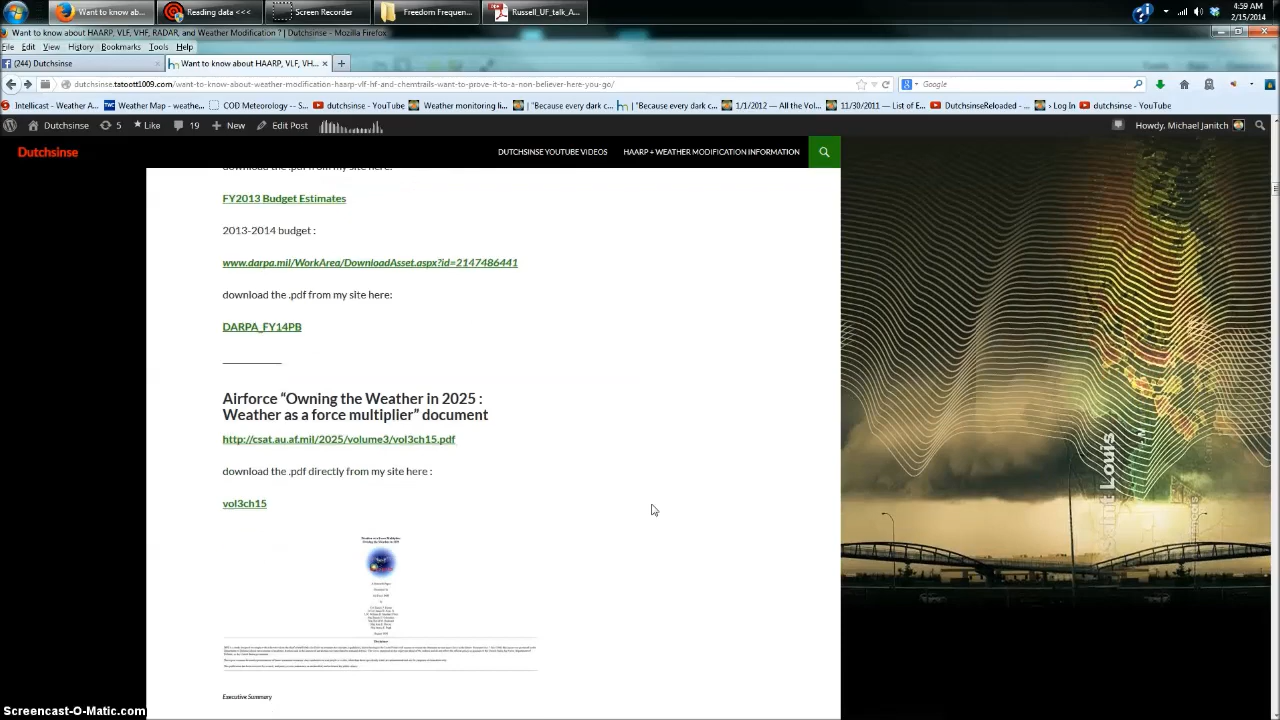 Want to know ab...
Reading data <<<
Screen Recorder
Freedom Frequen...
Russell_UF_talk_A...
4:59 AM
2/15/2014
Want to know about HAARP, VLF, VHF, RADAR, and Weather Modification ? | Dutchsinse - Mozilla Firefox
File Edit View History Bookmarks Tools Help
(244) Dutchsinse
Want to know about HAARP, VLF, VH...
dutchsinse.tatoott1009.com/want-to-know-about-weather-modification-haarp-vlf-hf-and-chemtrails-want-to-prove-it-to-a-non-believer-here-you-go/
Google
Intellicast - Weather A...
Weather Map - weathe...
COD Meteorology -- S...
dutchsinse - YouTube
Weather monitoring li...
| "Because every dark c...
| "Because every dark c...
1/1/2012 — All the Vol...
11/30/2011 — List of E...
DutchsinseReloaded - ...
› Log In
dutchsinse - YouTube
Dutchsinse
5
Like
19
New
Edit Post
Howdy, Michael Janitch
Dutchsinse
DUTCHSINSE YOUTUBE VIDEOS
HAARP + WEATHER MODIFICATION INFORMATION
download the .pdf from my site here:
FY2013 Budget Estimates
2013-2014 budget :
www.darpa.mil/WorkArea/DownloadAsset.aspx?id=2147486441
download the .pdf from my site here:
DARPA_FY14PB
Airforce “Owning the Weather in 2025 :
Weather as a force multiplier” document
http://csat.au.af.mil/2025/volume3/vol3ch15.pdf
download the .pdf directly from my site here :
vol3ch15
Executive Summary
Louis
Screencast-O-Matic.com